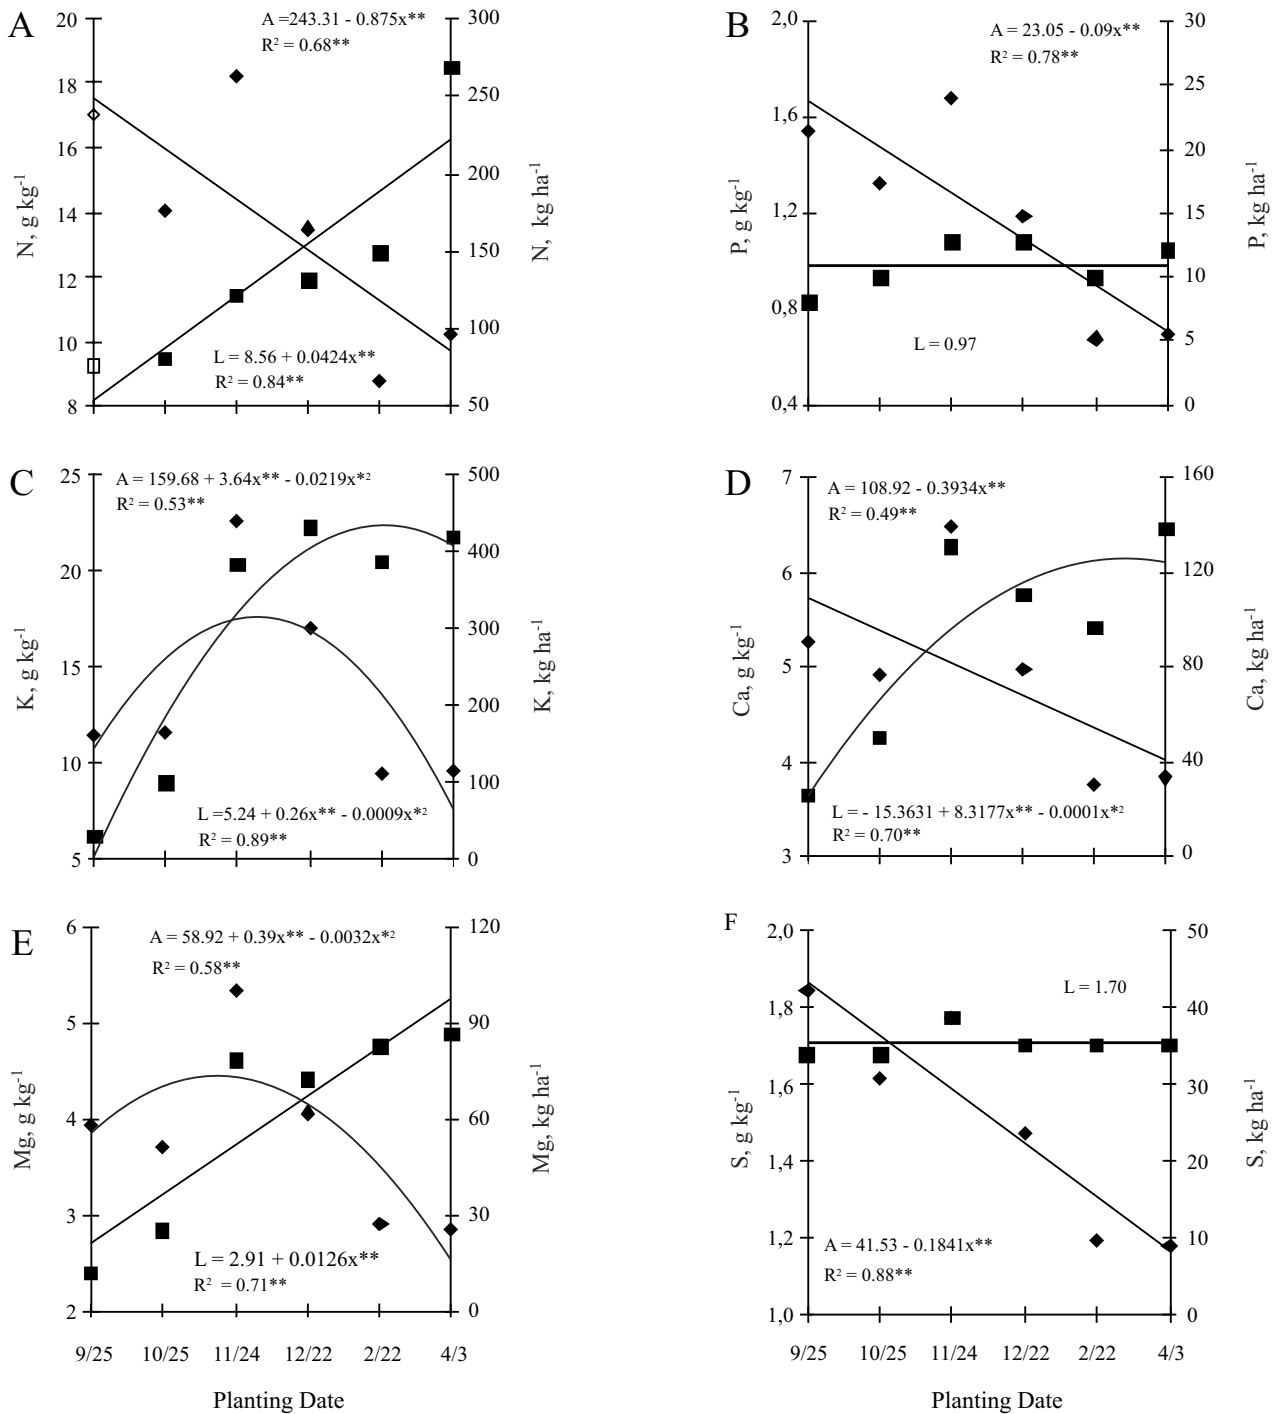 A
A =243.31 - 0.875x**
R² = 0.68**
20
18
16
14
12
10
8
N, g kg⁻¹
300
250
200
150
100
50
N, kg ha⁻¹
L = 8.56 + 0.0424x**
R² = 0.84**
B
A = 23.05 - 0.09x**
R² = 0.78**
2,0
1,6
1,2
0,8
0,4
P, g kg⁻¹
30
25
20
15
10
5
0
P, kg ha⁻¹
L = 0.97
C
A = 159.68 + 3.64x** - 0.0219x*²
R² = 0.53**
25
20
15
10
5
K, g kg⁻¹
500
400
300
200
100
0
K, kg ha⁻¹
L =5.24 + 0.26x** - 0.0009x*²
R² = 0.89**
D
A = 108.92 - 0.3934x**
R² = 0.49**
7
6
5
4
3
Ca, g kg⁻¹
160
120
80
40
0
Ca, kg ha⁻¹
L = - 15.3631 + 8.3177x** - 0.0001x*²
R² = 0.70**
E
A = 58.92 + 0.39x** - 0.0032x*²
R² = 0.58**
6
5
4
3
2
Mg, g kg⁻¹
120
90
60
30
0
Mg, kg ha⁻¹
L = 2.91 + 0.0126x**
R² = 0.71**
9/25 10/25 11/24 12/22 2/22 4/3
Planting Date
F
L = 1.70
2,0
1,8
1,6
1,4
1,2
1,0
S, g kg⁻¹
50
40
30
20
10
0
S, kg ha⁻¹
A = 41.53 - 0.1841x**
R² = 0.88**
9/25 10/25 11/24 12/22 2/22 4/3
Planting Date